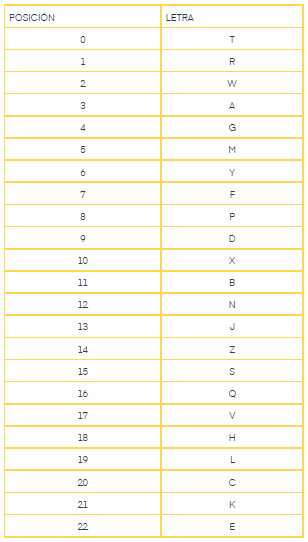 POSICIÓN LETRA
0 T
1 R
2 W
3 A
4 G
5 M
6 Y
7 F
8 P
9 D
10 X
11 B
12 N
13 J
14 Z
15 S
16 Q
17 V
18 H
19 L
20 C
21 K
22 E